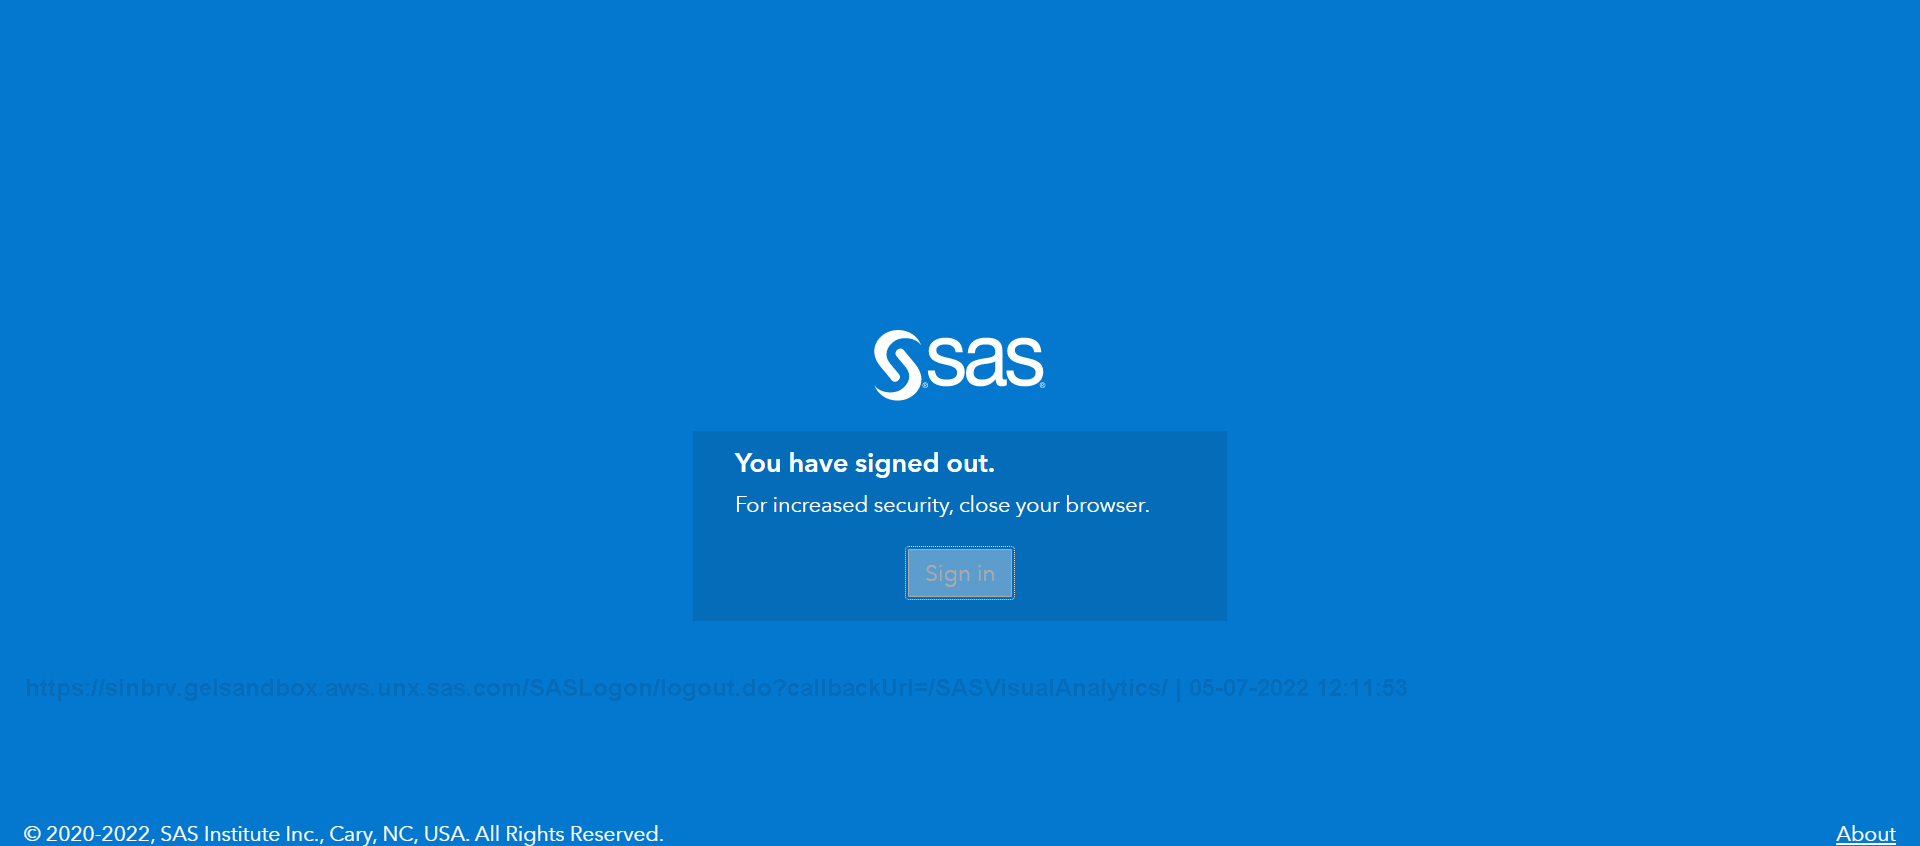 sas
You have signed out.
For increased security, close your browser.
Sign in
https://sinbrv.gelsandbox.aws.unx.sas.com/SASLogon/logout.do?callbackUrl=/SASVisualAnalytics/ | 05-07-2022 12:11:53
© 2020-2022, SAS Institute Inc., Cary, NC, USA. All Rights Reserved.
About